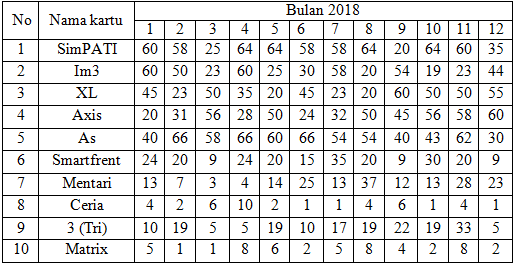 No Nama kartu Bulan 2018
1 2 3 4 5 6 7 8 9 10 11 12
1 SimPATI 60 58 25 64 64 58 58 64 20 64 60 35
2 Im3 60 50 23 60 25 30 58 20 54 19 23 44
3 XL 45 23 50 35 20 45 23 20 60 50 50 55
4 Axis 20 31 56 28 50 24 32 50 45 56 58 60
5 As 40 66 58 66 60 66 54 54 40 43 62 30
6 Smartfrent 24 20 9 24 20 15 35 20 9 30 20 9
7 Mentari 13 7 3 4 14 25 13 37 12 13 28 23
8 Ceria 4 2 6 10 2 1 1 4 6 1 4 1
9 3 (Tri) 10 19 5 5 19 10 17 19 22 19 33 5
10 Matrix 5 1 1 8 6 2 5 8 4 2 8 2